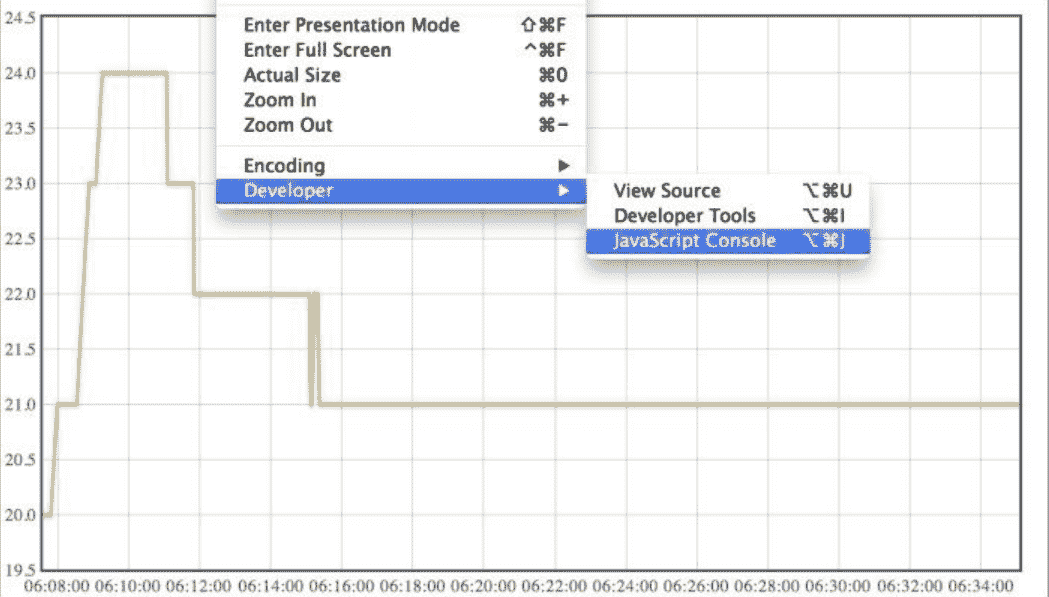 24.5
Enter Presentation Mode ⇧⌘F
Enter Full Screen ^⌘F
24.0
Actual Size ⌘0
Zoom In ⌘+
23.5
Zoom Out ⌘−
Encoding ▶
23.0
Developer ▶
View Source ⌥⌘U
Developer Tools ⌥⌘I
22.5
JavaScript Console ⌥⌘J
22.0
21.5
21.0
20.5
20.0
19.5
06:08:00 06:10:00 06:12:00 06:14:00 06:16:00 06:18:00 06:20:00 06:22:00 06:24:00 06:26:00 06:28:00 06:30:00 06:32:00 06:34:00